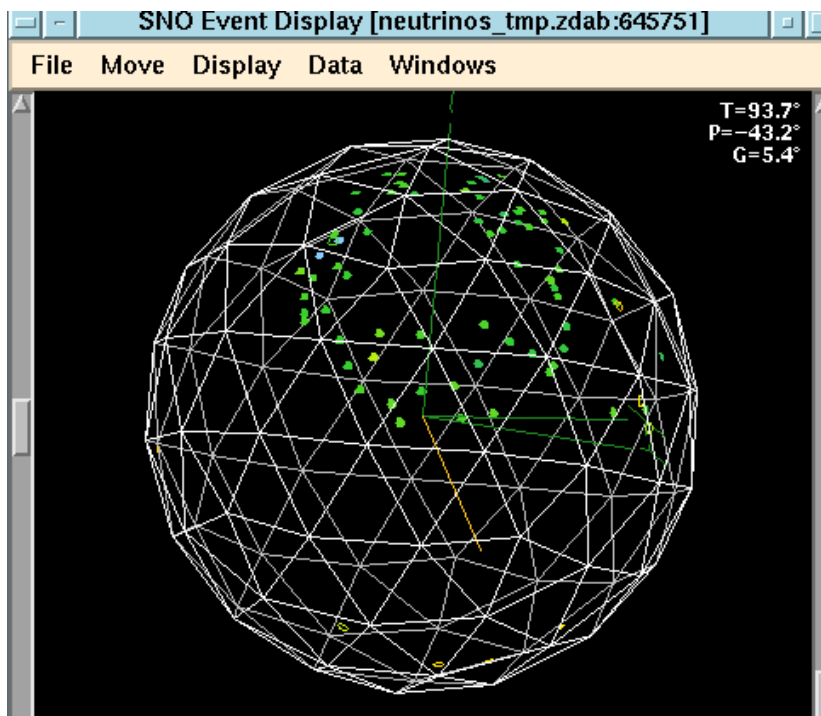 SNO Event Display [neutrinos_tmp.zdab:645751]
File Move Display Data Windows
T=93.7°
P=−43.2°
G=5.4°